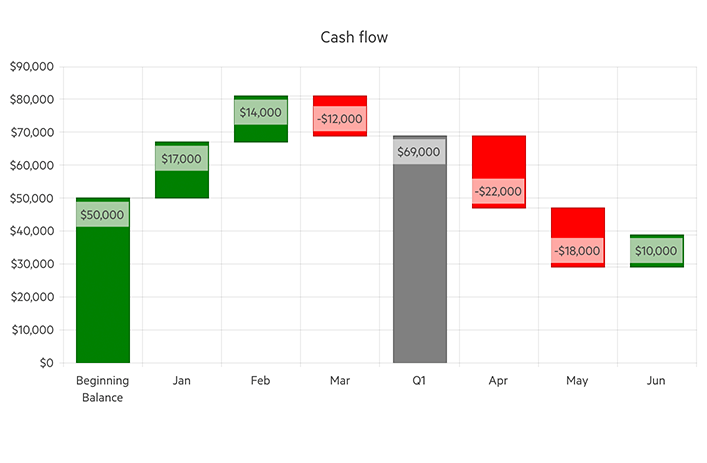 Cash flow
$90,000
$80,000
$70,000
$60,000
$50,000
$40,000
$30,000
$20,000
$10,000
$0
$50,000
$17,000
$14,000
-$12,000
$69,000
-$22,000
-$18,000
$10,000
Beginning
Balance
Jan
Feb
Mar
Q1
Apr
May
Jun